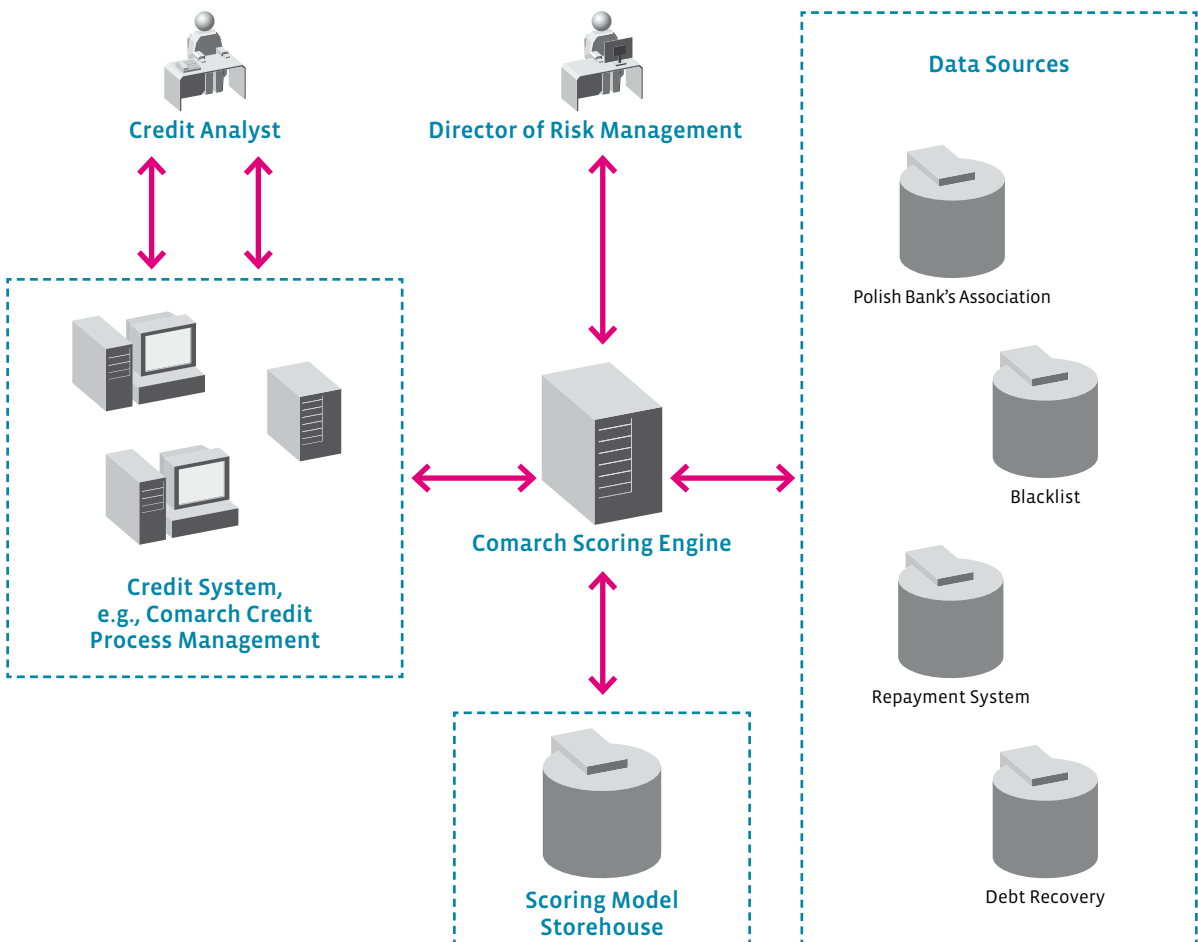 Credit Analyst
Director of Risk Management
Data Sources
Polish Bank's Association
Blacklist
Comarch Scoring Engine
Credit System,
e.g., Comarch Credit
Process Management
Repayment System
Scoring Model
Storehouse
Debt Recovery